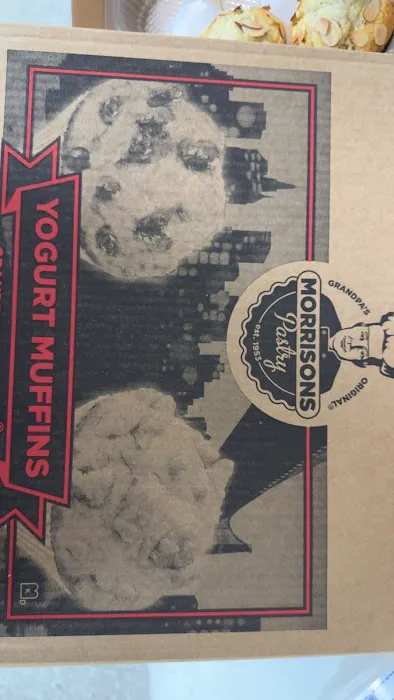 GRANDPA'S
ORIGINAL®
MORRISONS
Pastry
est. 1953
YOGURT MUFFINS